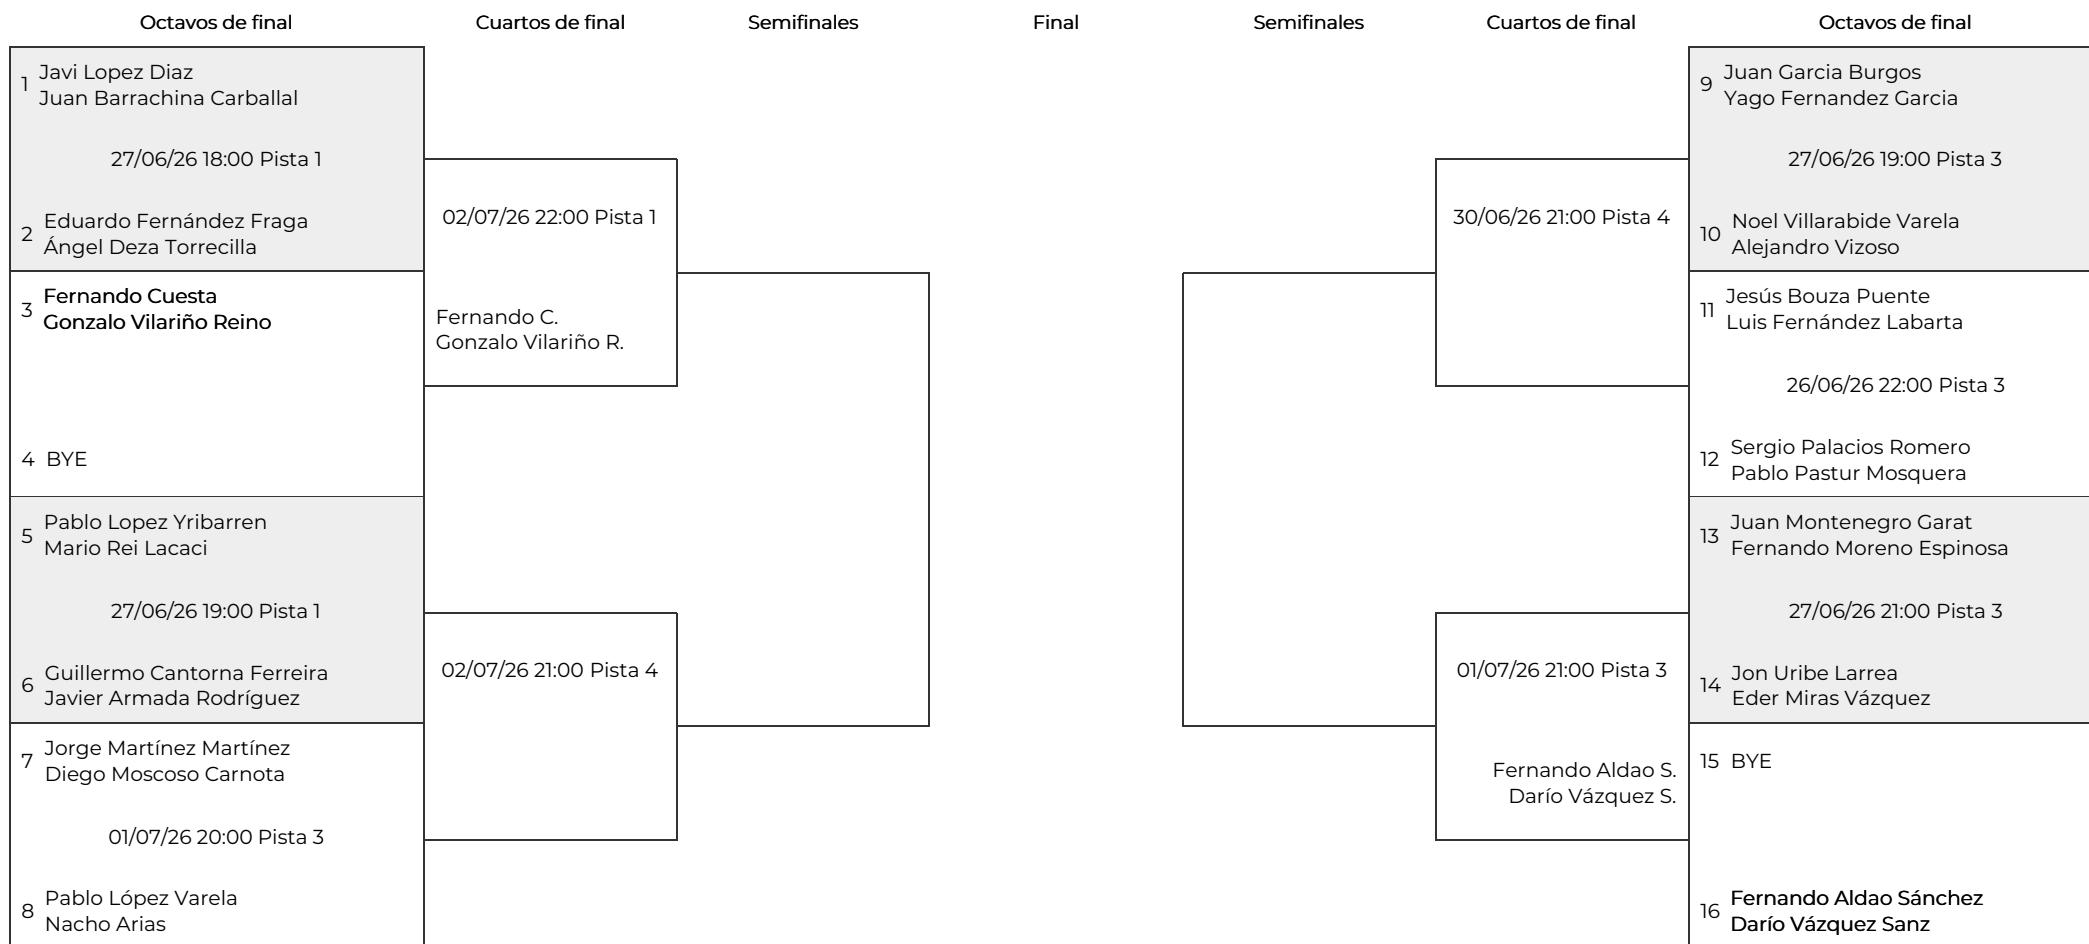 Octavos de final
Cuartos de final
Semifinales
Final
Semifinales
Cuartos de final
Octavos de final
1
Javi Lopez Diaz
Juan Barrachina Carballal
27/06/26 18:00 Pista 1
2
Eduardo Fernández Fraga
Ángel Deza Torrecilla
3
Fernando Cuesta
Gonzalo Vilariño Reino
4 BYE
5
Pablo Lopez Yribarren
Mario Rei Lacaci
27/06/26 19:00 Pista 1
6
Guillermo Cantorna Ferreira
Javier Armada Rodríguez
7
Jorge Martínez Martínez
Diego Moscoso Carnota
01/07/26 20:00 Pista 3
8
Pablo López Varela
Nacho Arias
02/07/26 22:00 Pista 1
Fernando C.
Gonzalo Vilariño R.
02/07/26 21:00 Pista 4
30/06/26 21:00 Pista 4
01/07/26 21:00 Pista 3
Fernando Aldao S.
Darío Vázquez S.
9
Juan Garcia Burgos
Yago Fernandez Garcia
27/06/26 19:00 Pista 3
10
Noel Villarabide Varela
Alejandro Vizoso
11
Jesús Bouza Puente
Luis Fernández Labarta
26/06/26 22:00 Pista 3
12
Sergio Palacios Romero
Pablo Pastur Mosquera
13
Juan Montenegro Garat
Fernando Moreno Espinosa
27/06/26 21:00 Pista 3
14
Jon Uribe Larrea
Eder Miras Vázquez
15 BYE
16
Fernando Aldao Sánchez
Darío Vázquez Sanz